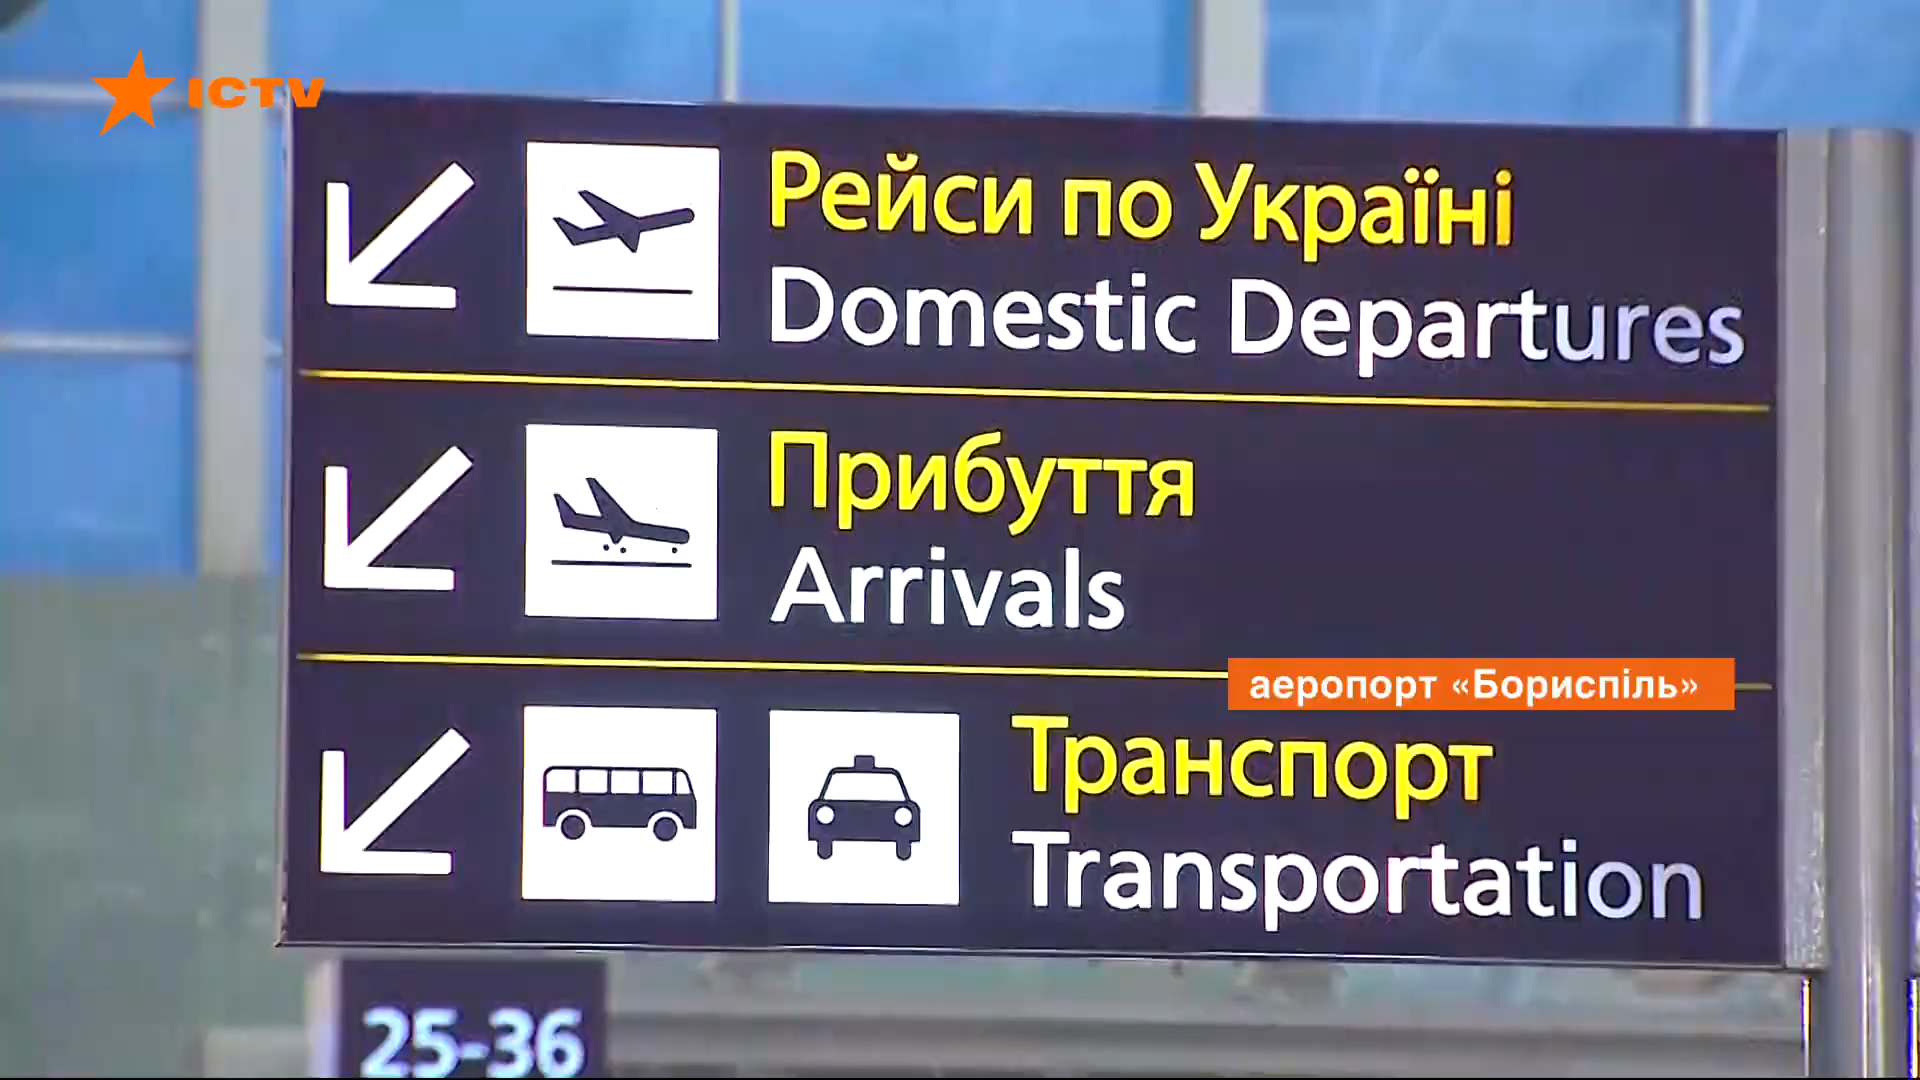 ICTV
Рейси по Україні
Domestic Departures
Прибуття
Arrivals
аеропорт «Бориспіль»
Транспорт
Transportation
25-36